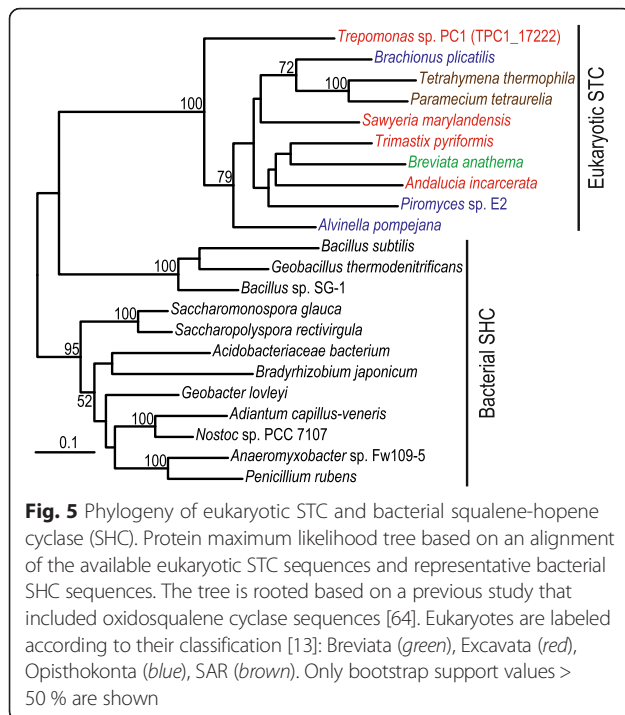 Trepomonas sp. PC1 (TPC1_17222)
Brachionus plicatilis
72
Tetrahymena thermophila
100
Paramecium tetraurelia
100
Sawyeria marylandensis
Trimastix pyriformis
Breviata anathema
79
Andalucia incarcerata
Piromyces sp. E2
Alvinella pompejana
Eukaryotic STC
Bacillus subtilis
100
Geobacillus thermodenitrificans
Bacillus sp. SG-1
100
Saccharomonospora glauca
Saccharopolyspora rectivirgula
95
Acidobacteriaceae bacterium
Bradyrhizobium japonicum
52
Geobacter lovleyi
100
Adiantum capillus-veneris
Nostoc sp. PCC 7107
0.1
100
Anaeromyxobacter sp. Fw109-5
Penicillium rubens
Bacterial SHC
Fig. 5 Phylogeny of eukaryotic STC and bacterial squalene-hopene
cyclase (SHC). Protein maximum likelihood tree based on an alignment
of the available eukaryotic STC sequences and representative bacterial
SHC sequences. The tree is rooted based on a previous study that
included oxidosqualene cyclase sequences [64]. Eukaryotes are labeled
according to their classification [13]: Breviata (green), Excavata (red),
Opisthokonta (blue), SAR (brown). Only bootstrap support values >
50 % are shown